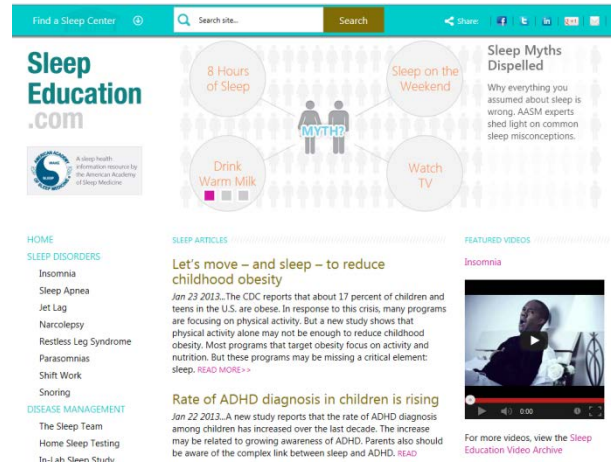 Find a Sleep Center
Search site...
Search
Share
Sleep
Education
.com
A sleep health
information resource by
the American Academy
of Sleep Medicine
8 Hours
of Sleep
Sleep on the
Weekend
MYTH?
Drink
Warm Milk
Watch
TV
Sleep Myths
Dispelled
Why everything you
assumed about sleep is
wrong. AASM experts
shed light on common
sleep misconceptions.
HOME
SLEEP DISORDERS
Insomnia
Sleep Apnea
Jet Lag
Narcolepsy
Restless Leg Syndrome
Parasomnias
Shift Work
Snoring
DISEASE MANAGEMENT
The Sleep Team
Home Sleep Testing
In-Lab Sleep Study
SLEEP ARTICLES
Let's move – and sleep – to reduce
childhood obesity
Jan 23 2013...The CDC reports that about 17 percent of children and
teens in the U.S. are obese. In response to this crisis, many programs
are focusing on physical activity. But a new study shows that
physical activity alone may not be enough to reduce childhood
obesity. Most programs that target obesity focus on activity and
nutrition. But these programs may be missing a critical element:
sleep. READ MORE>>
Rate of ADHD diagnosis in children is rising
Jan 22 2013...A new study reports that the rate of ADHD diagnosis
among children has increased over the last decade. The increase
may be related to growing awareness of ADHD. Parents also should
be aware of the complex link between sleep and ADHD. READ
FEATURED VIDEOS
Insomnia
0:00
For more videos, view the Sleep
Education Video Archive